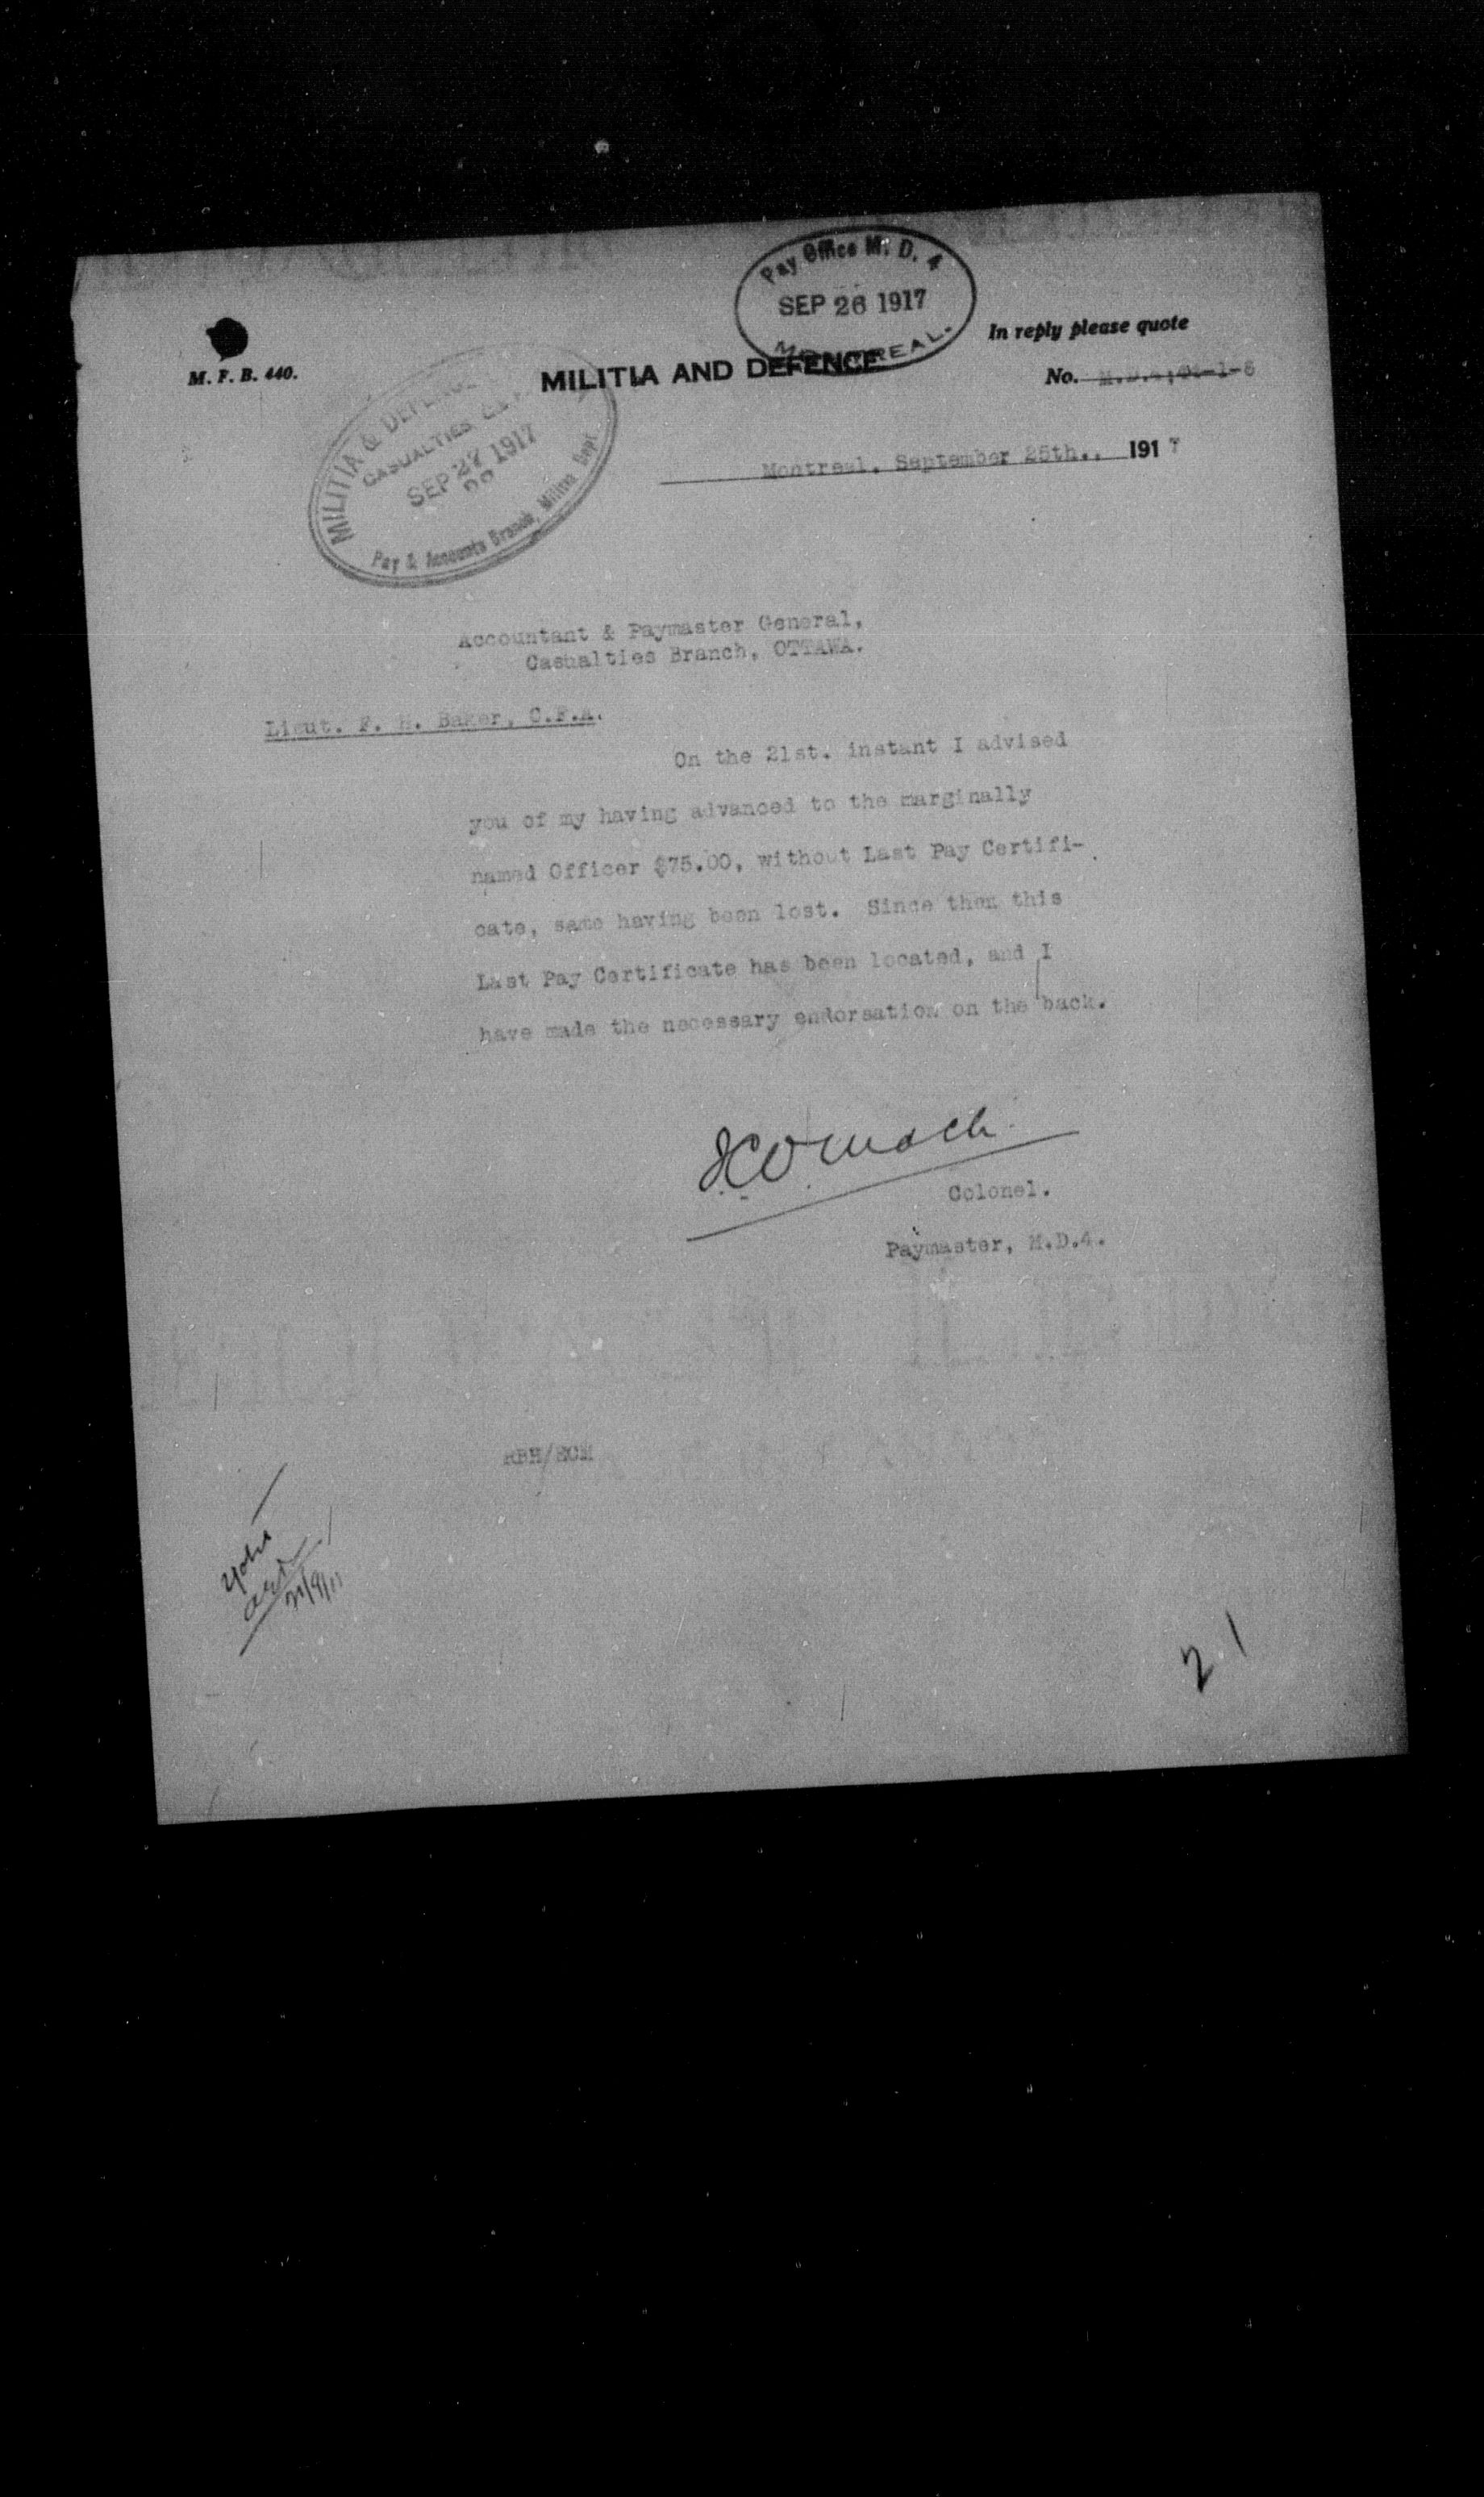 Pay Office M. D. 4
SEP 26 1917
MONTREAL.
In reply please quote
M. F. B. 440.
MILITIA AND DEFENCE
No.
MILITIA & DEFENCE
CASUALTIES
SEP 27 1917
Pay & Accounts Branch, Militia Dept
Montreal, September 25th., 1917
Accountant & Paymaster General,
Casualties Branch, OTTAWA.
Lieut. F. H. Baker, C.F.A.
On the 21st. instant I advised
you of my having advanced to the marginally
named Officer $75.00, without Last Pay Certifi-
cate, same having been lost. Since then this
Last Pay Certificate has been located, and I
have made the necessary endorsation on the back.
Colonel.
Paymaster, M.D.4.
RBH/ECM
21